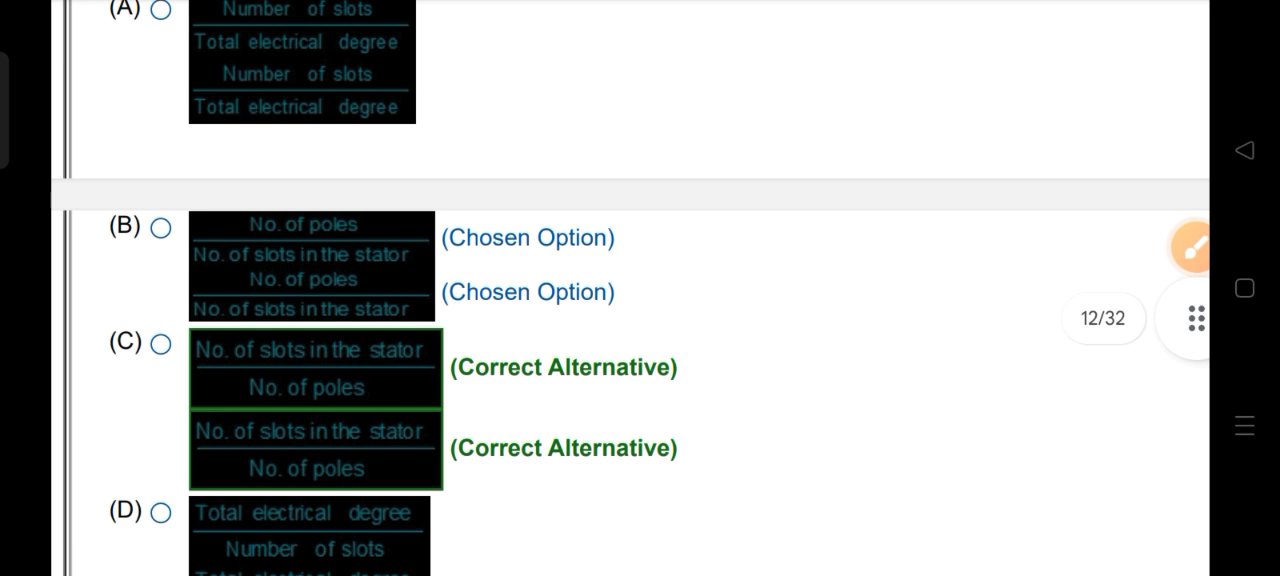 (A)
Number of slots
Total electrical degree
Number of slots
Total electrical degree
(B)
No. of poles
No. of slots in the stator
(Chosen Option)
No. of poles
No. of slots in the stator
(Chosen Option)
12/32
(C)
No. of slots in the stator
No. of poles
(Correct Alternative)
No. of slots in the stator
No. of poles
(Correct Alternative)
(D)
Total electrical degree
Number of slots
Total electrical degree